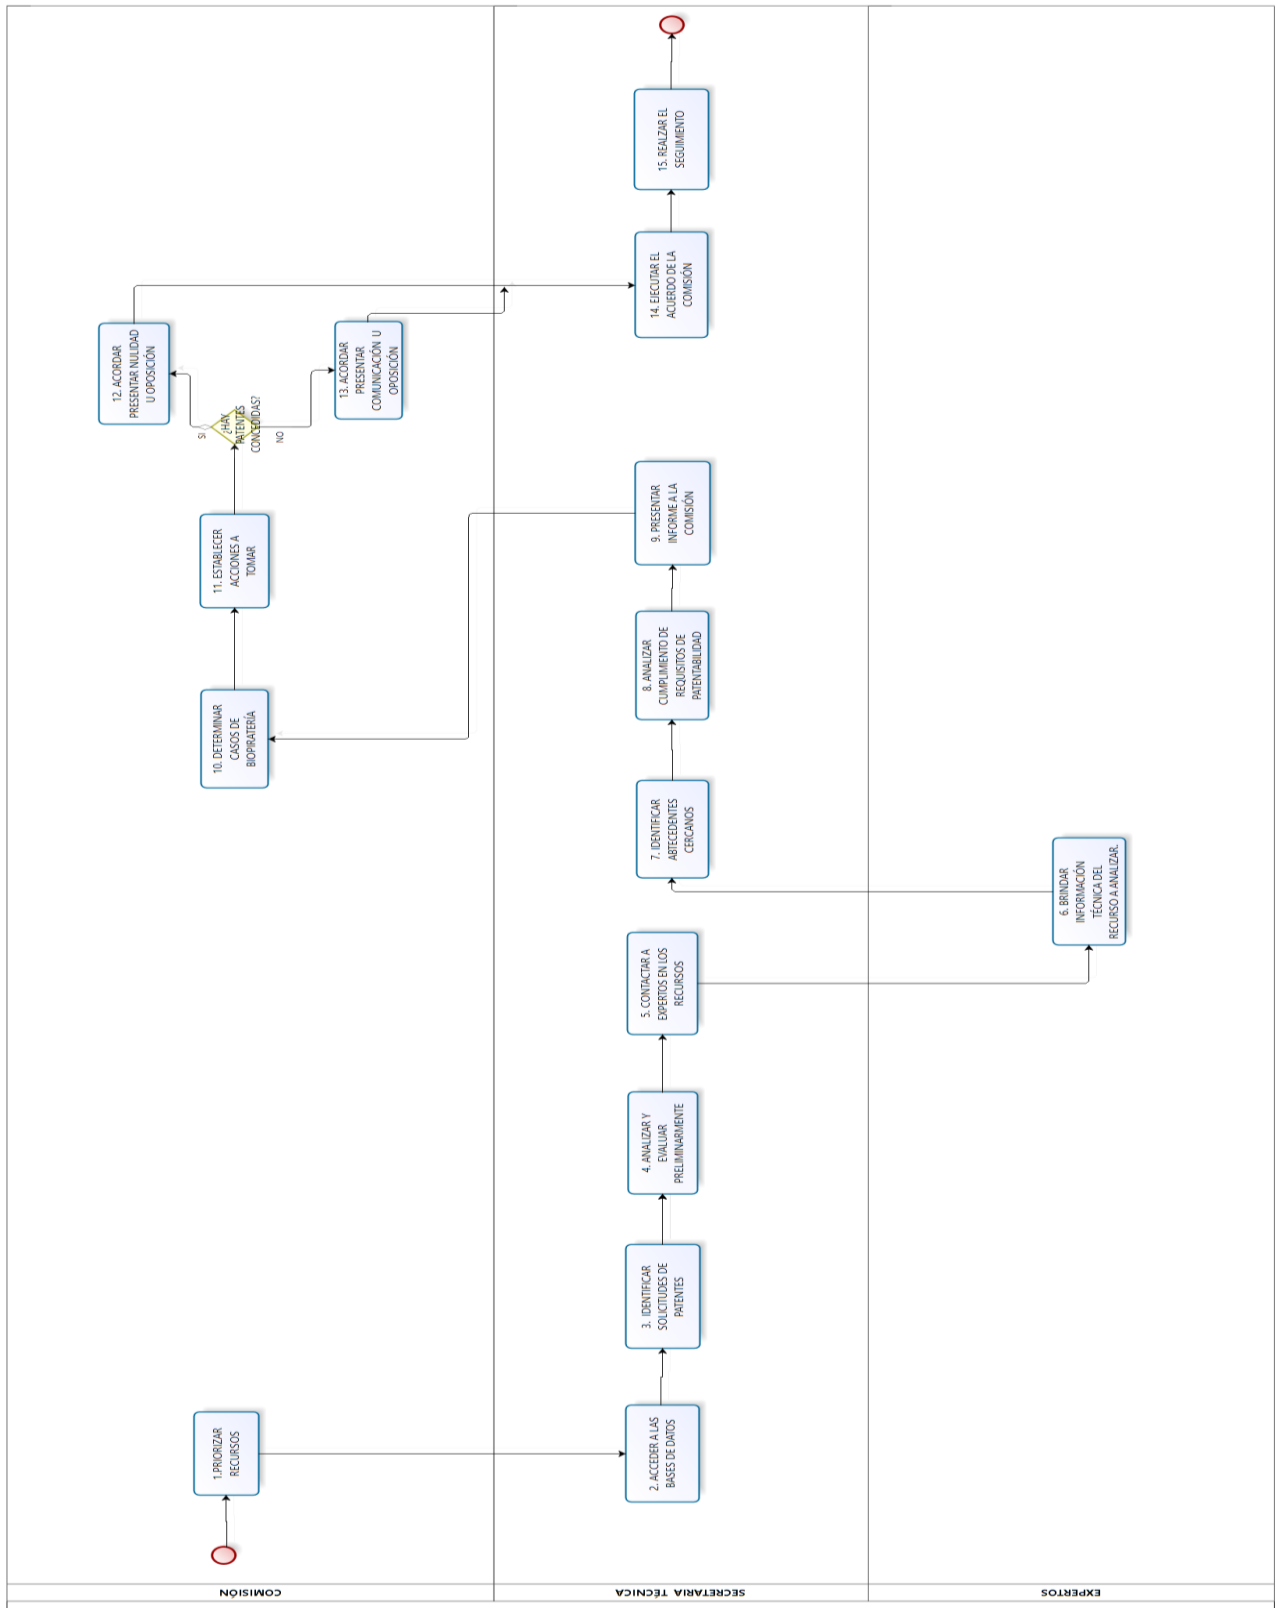 COMISIÓN
SECRETARIA TÉCNICA
EXPERTOS
1.PRIORIZAR
RECURSOS
2. ACCEDER A LAS
BASES DE DATOS
3. IDENTIFICAR
SOLICITUDES DE
PATENTES
4. ANALIZAR Y
EVALUAR
PRELIMINARMENTE
5. CONTACTAR A
EXPERTOS EN LOS
RECURSOS
6. BRINDAR
INFORMACIÓN
TÉCNICA DEL
RECURSO A ANALIZAR.
7. IDENTIFICAR
ABTECEDENTES
CERCANOS
8. ANALIZAR
CUMPLIMIENTO DE
REQUISITOS DE
PATENTABILIDAD
9. PRESENTAR
INFORME A LA
COMISIÓN
10. DETERMINAR
CASOS DE
BIOPIRATERÍA
11. ESTABLECER
ACCIONES A
TOMAR
¿HAY
PATENTES
CONCEDIDAS?
SI
NO
12. ACORDAR
PRESENTAR NULIDAD
U OPOSICIÓN
13. ACORDAR
PRESENTAR
COMUNICACIÓN U
OPOSICIÓN
14. EJECUTAR EL
ACUERDO DE LA
COMISIÓN
15. REALZAR EL
SEGUIMIENTO